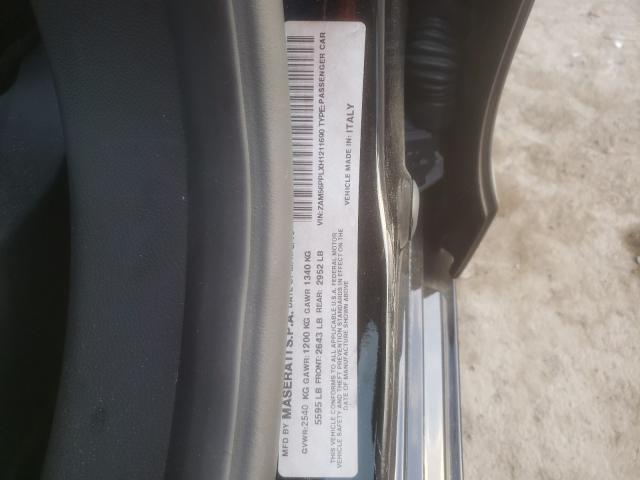 MFD BY MASERATI S.P.A.
GVWR:2540 KG GAWR:1200 KG GAWR 1340 KG
5595 LB FRONT:2643 LB REAR: 2952 LB
THIS VEHICLE CONFORMS TO ALL APPLICABLE U.S.A. FEDERAL MOTOR
VEHICLE SAFETY AND THEFT PREVENTION STANDARDS IN EFFECT ON THE
DATE OF MANUFACTURE SHOWN ABOVE
VIN:ZAM56PPLXH1211690 TYPE:PASSENGER CAR
VEHICLE MADE IN: ITALY